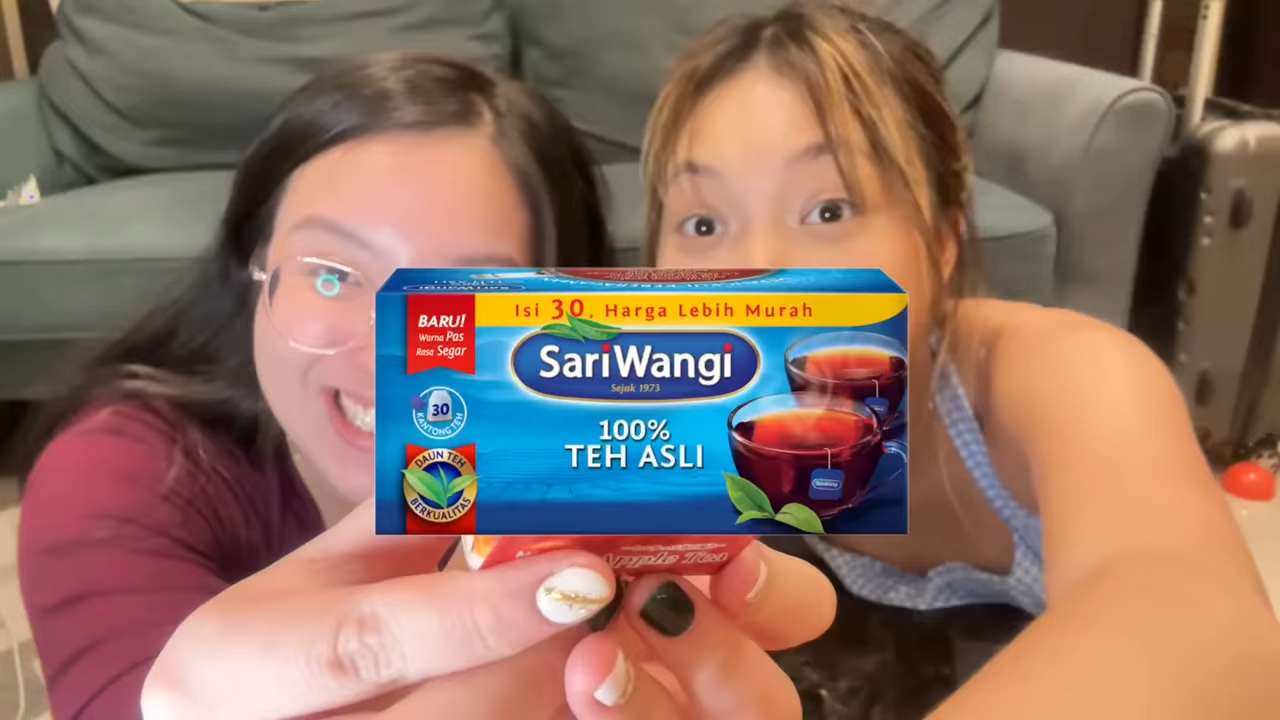 Isi 30, Harga Lebih Murah
BARU!
Warna Pas
Rasa Segar
SariWangi
Sejak 1973
30
KANTONG TEH
100%
TEH ASLI
DAUN TEH
BERKUALITAS
SariWangi
Apple Tea